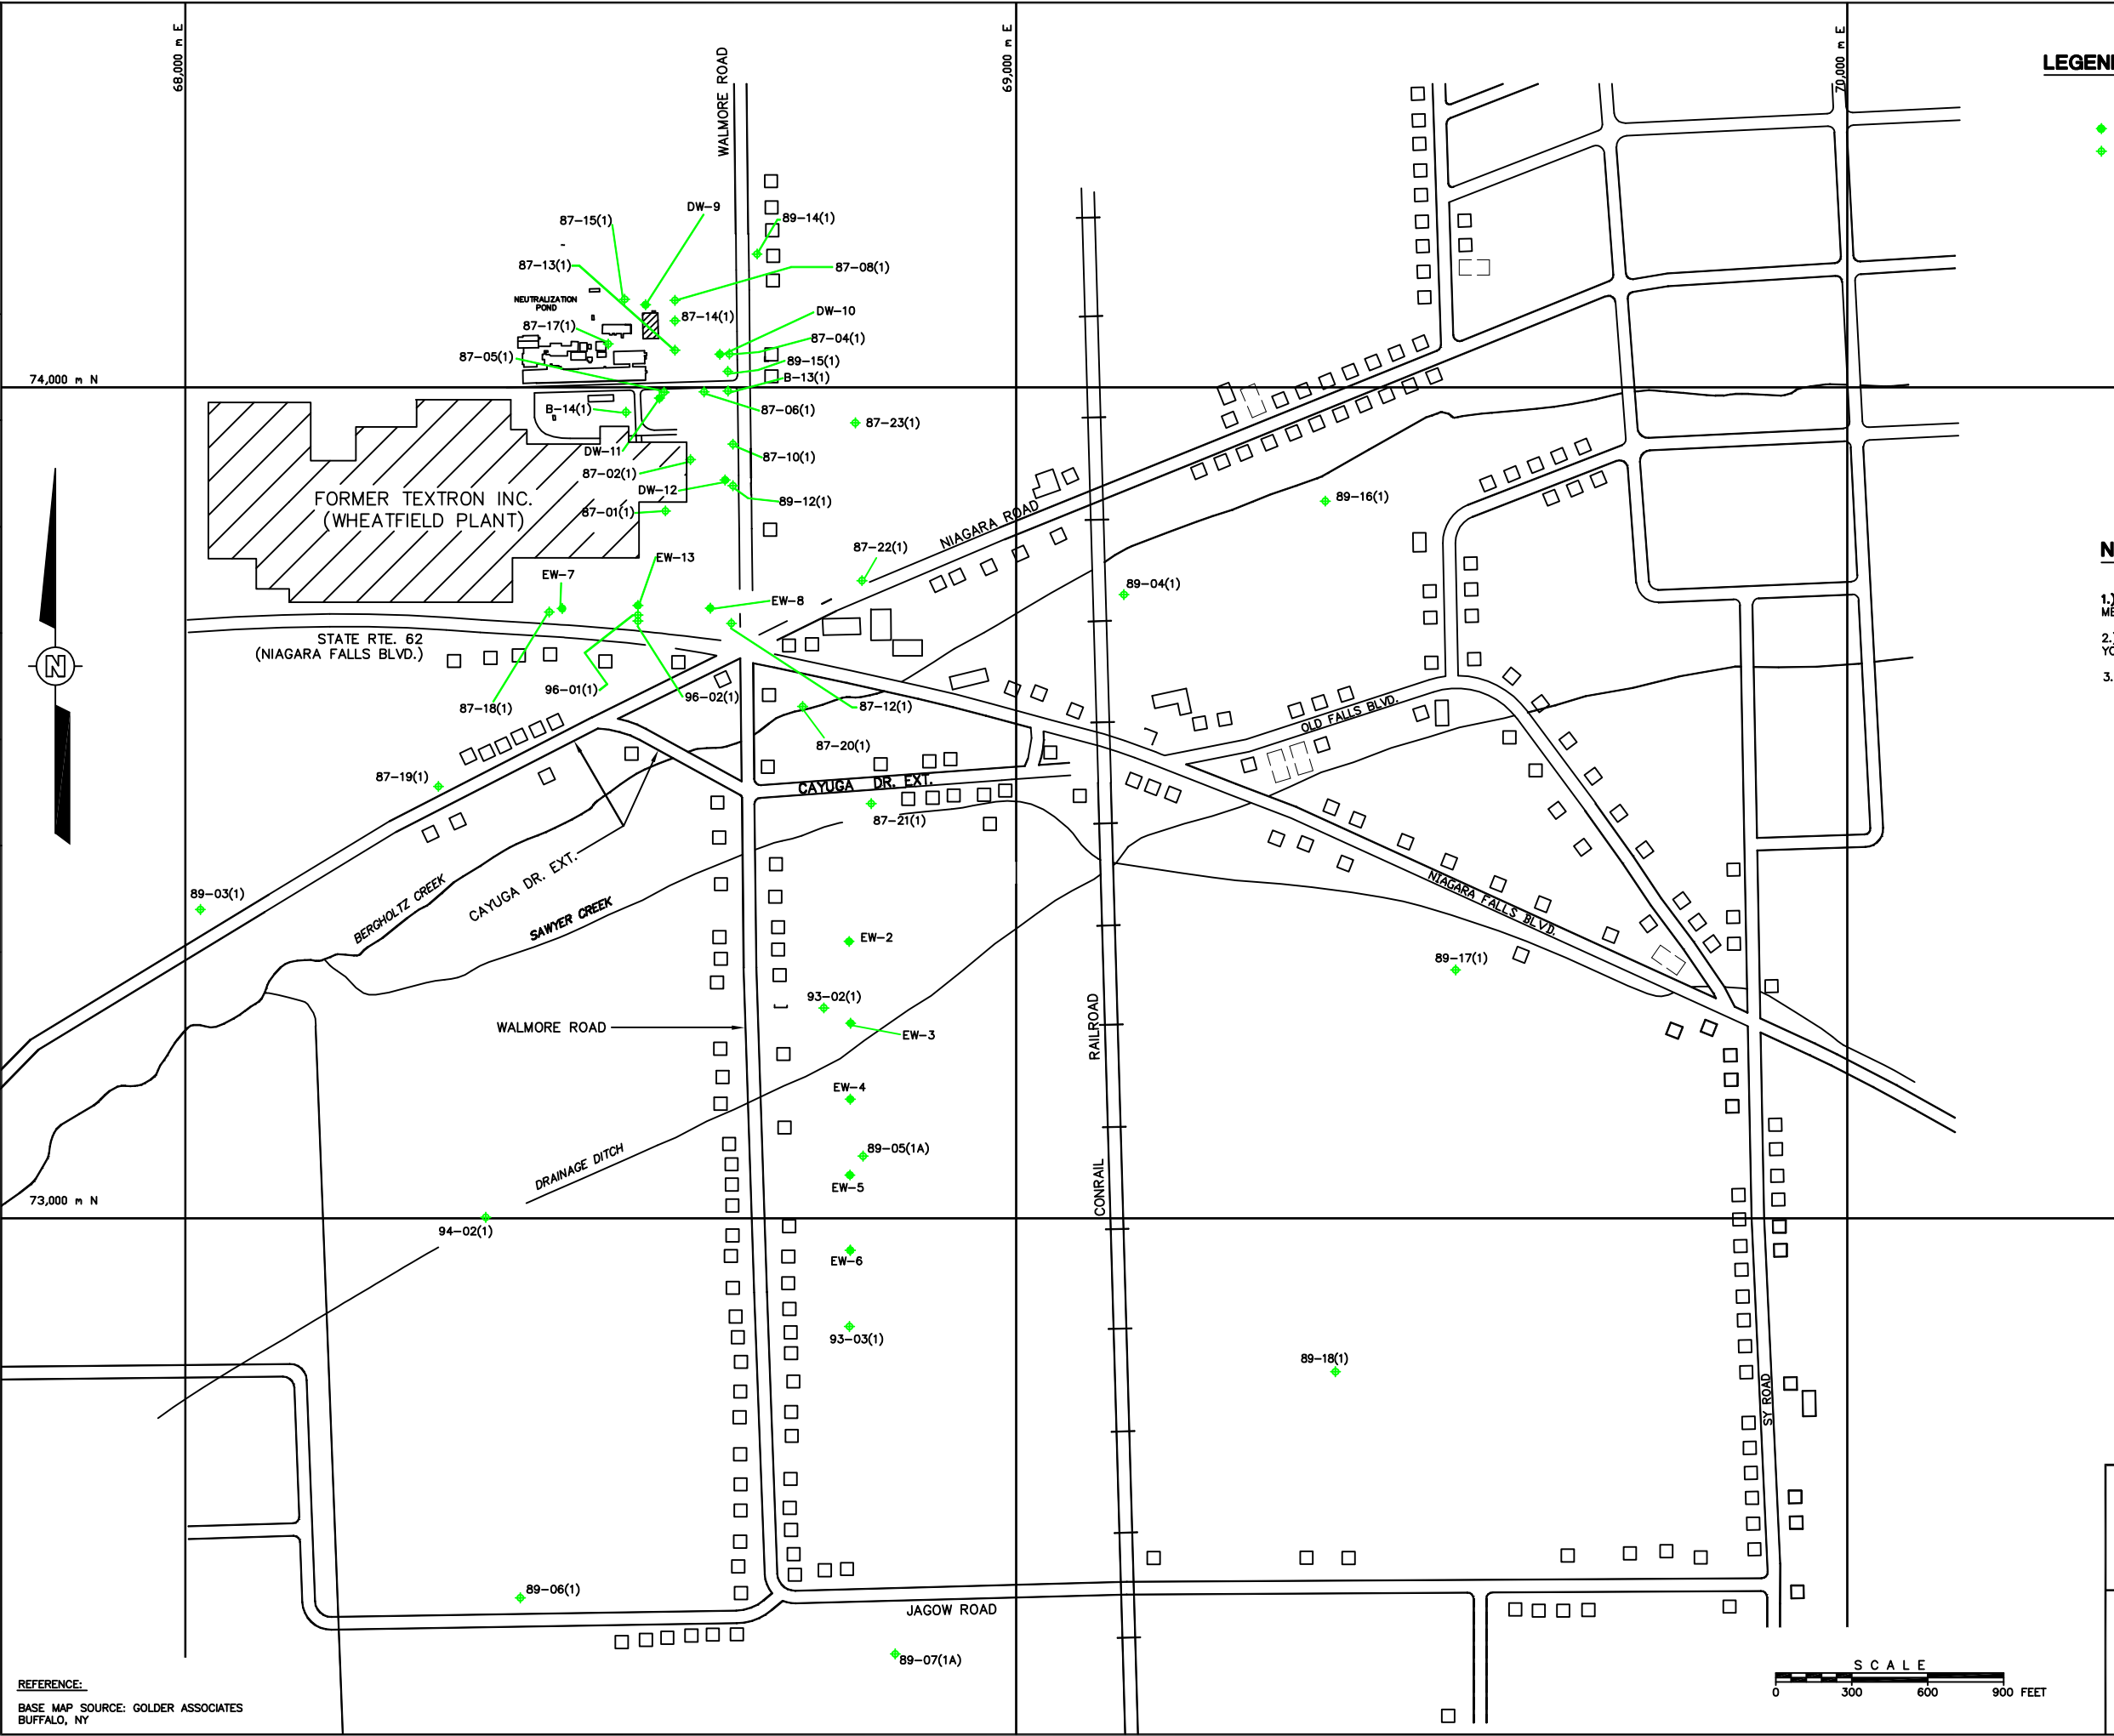 68,000 m E
69,000 m E
70,000 m E
LEGEN
WALMORE ROAD
DW-9
87-15(1)
89-14(1)
87-13(1)
87-08(1)
NEUTRALIZATION
POND
87-14(1)
DW-10
87-17(1)
87-04(1)
87-05(1)
89-15(1)
74,000 m N
B-13(1)
B-14(1)
87-06(1)
87-23(1)
DW-11
87-10(1)
87-02(1)
DW-12
FORMER TEXTRON INC.
(WHEATFIELD PLANT)
89-12(1)
89-16(1)
87-01(1)
NIAGARA ROAD
87-22(1)
EW-13
EW-7
89-04(1)
EW-8
N
1.)
2.
3.
STATE RTE. 62
(NIAGARA FALLS BLVD.)
96-01(1)
96-02(1)
87-18(1)
87-12(1)
OLD FALLS BLVD.
87-20(1)
87-19(1)
CAYUGA DR. EXT.
87-21(1)
89-03(1)
BERGHOLTZ CREEK
CAYUGA DR. EXT.
SAWYER CREEK
NIAGARA FALLS BLVD.
EW-2
89-17(1)
93-02(1)
WALMORE ROAD
EW-3
RAILROAD
EW-4
89-05(1A)
DRAINAGE DITCH
EW-5
CONRAIL
73,000 m N
94-02(1)
EW-6
93-03(1)
89-18(1)
SY ROAD
89-06(1)
JAGOW ROAD
89-07(1A)
REFERENCE:
BASE MAP SOURCE: GOLDER ASSOCIATES
BUFFALO, NY
SCALE
0 300 600 900 FEET